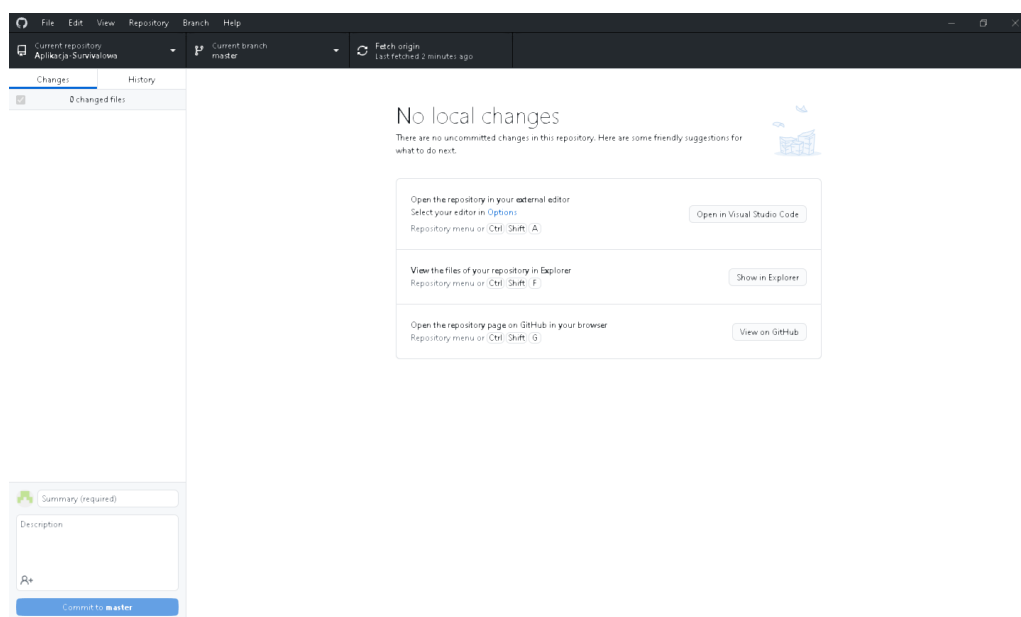 File Edit View Repository Branch Help
Current repository
Aplikacja-Survivalowa
Current branch
master
Fetch origin
Last fetched 2 minutes ago
Changes History
0 changed files
No local changes
There are no uncommitted changes in this repository. Here are some friendly suggestions for
what to do next.
Open the repository in your external editor
Select your editor in Options
Repository menu or Ctrl Shift A
Open in Visual Studio Code
View the files of your repository in Explorer
Repository menu or Ctrl Shift F
Show in Explorer
Open the repository page on GitHub in your browser
Repository menu or Ctrl Shift G
View on GitHub
Summary (required)
Description
Commit to master